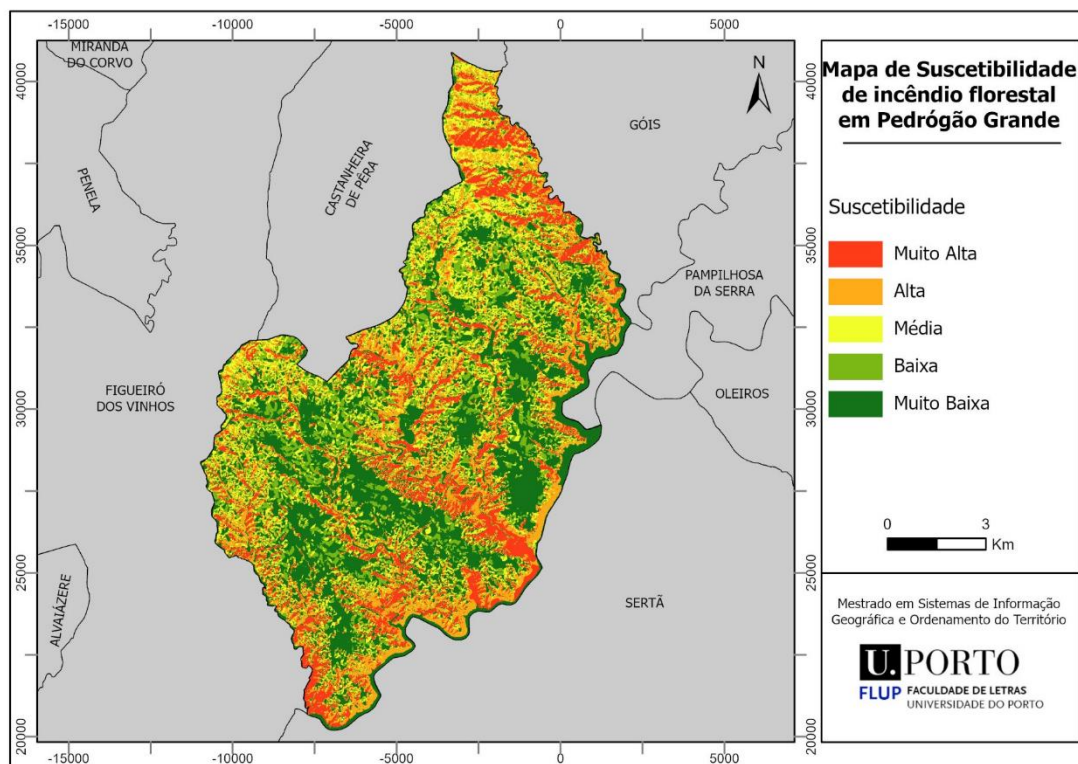 -15000
-10000
-5000
0
5000
40000
35000
30000
25000
20000
MIRANDA
DO CORVO
PENELA
CASTANHEIRA
DE PÊRA
GÓIS
N
PAMPILHOSA
DA SERRA
FIGUEIRÓ
DOS VINHOS
OLEIROS
ALVAIÁZERE
SERTÃ
40000
35000
30000
25000
20000
-15000
-10000
-5000
0
5000
Mapa de Suscetibilidade
de incêndio florestal
em Pedrógão Grande
Suscetibilidade
Muito Alta
Alta
Média
Baixa
Muito Baixa
0 3
Km
Mestrado em Sistemas de Informação
Geográfica e Ordenamento do Território
U. PORTO
FLUP FACULDADE DE LETRAS
UNIVERSIDADE DO PORTO